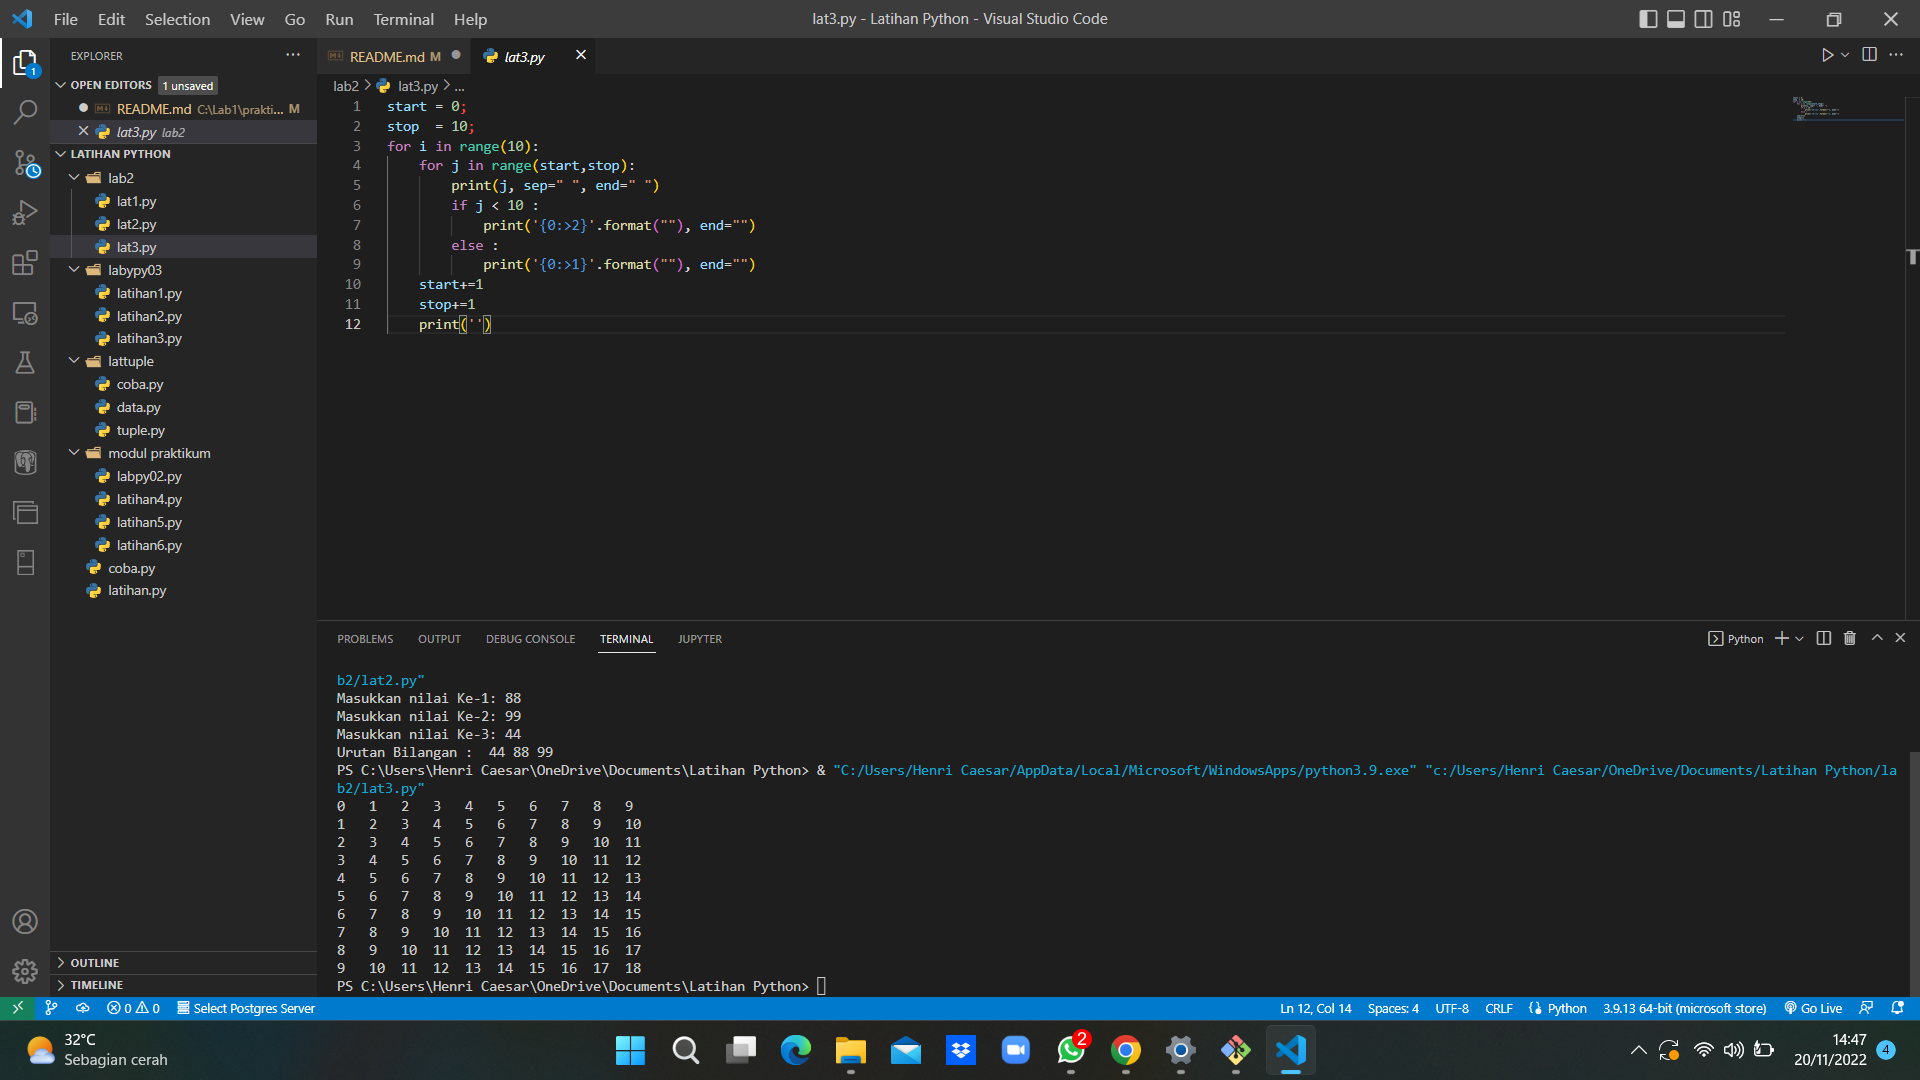 File Edit Selection View Go Run Terminal Help
lat3.py - Latihan Python - Visual Studio Code
EXPLORER
OPEN EDITORS 1 unsaved
README.md C:\Lab1\prakti... M
lat3.py lab2
LATIHAN PYTHON
lab2
lat1.py
lat2.py
lat3.py
labypy03
latihan1.py
latihan2.py
latihan3.py
lattuple
coba.py
data.py
tuple.py
modul praktikum
labpy02.py
latihan4.py
latihan5.py
latihan6.py
coba.py
latihan.py
OUTLINE
TIMELINE
README.md M
lat3.py
lab2 > lat3.py > ...
1 start = 0;
2 stop  = 10;
3 for i in range(10):
4     for j in range(start,stop):
5         print(j, sep=" ", end=" ")
6         if j < 10 :
7             print('{0:>2}'.format(""), end="")
8         else :
9             print('{0:>1}'.format(""), end="")
10     start+=1
11     stop+=1
12     print('')
PROBLEMS OUTPUT DEBUG CONSOLE TERMINAL JUPYTER
Python
b2/lat2.py"
Masukkan nilai Ke-1: 88
Masukkan nilai Ke-2: 99
Masukkan nilai Ke-3: 44
Urutan Bilangan :  44 88 99
PS C:\Users\Henri Caesar\OneDrive\Documents\Latihan Python> & "C:/Users/Henri Caesar/AppData/Local/Microsoft/WindowsApps/python3.9.exe" "c:/Users/Henri Caesar/OneDrive/Documents/Latihan Python/la
b2/lat3.py"
0   1   2   3   4   5   6   7   8   9
1   2   3   4   5   6   7   8   9   10
2   3   4   5   6   7   8   9   10  11
3   4   5   6   7   8   9   10  11  12
4   5   6   7   8   9   10  11  12  13
5   6   7   8   9   10  11  12  13  14
6   7   8   9   10  11  12  13  14  15
7   8   9   10  11  12  13  14  15  16
8   9   10  11  12  13  14  15  16  17
9   10  11  12  13  14  15  16  17  18
PS C:\Users\Henri Caesar\OneDrive\Documents\Latihan Python>
0 0 Select Postgres Server
Ln 12, Col 14 Spaces: 4 UTF-8 CRLF Python 3.9.13 64-bit (microsoft store) Go Live
32°C
Sebagian cerah
2
14:47
20/11/2022
4
1